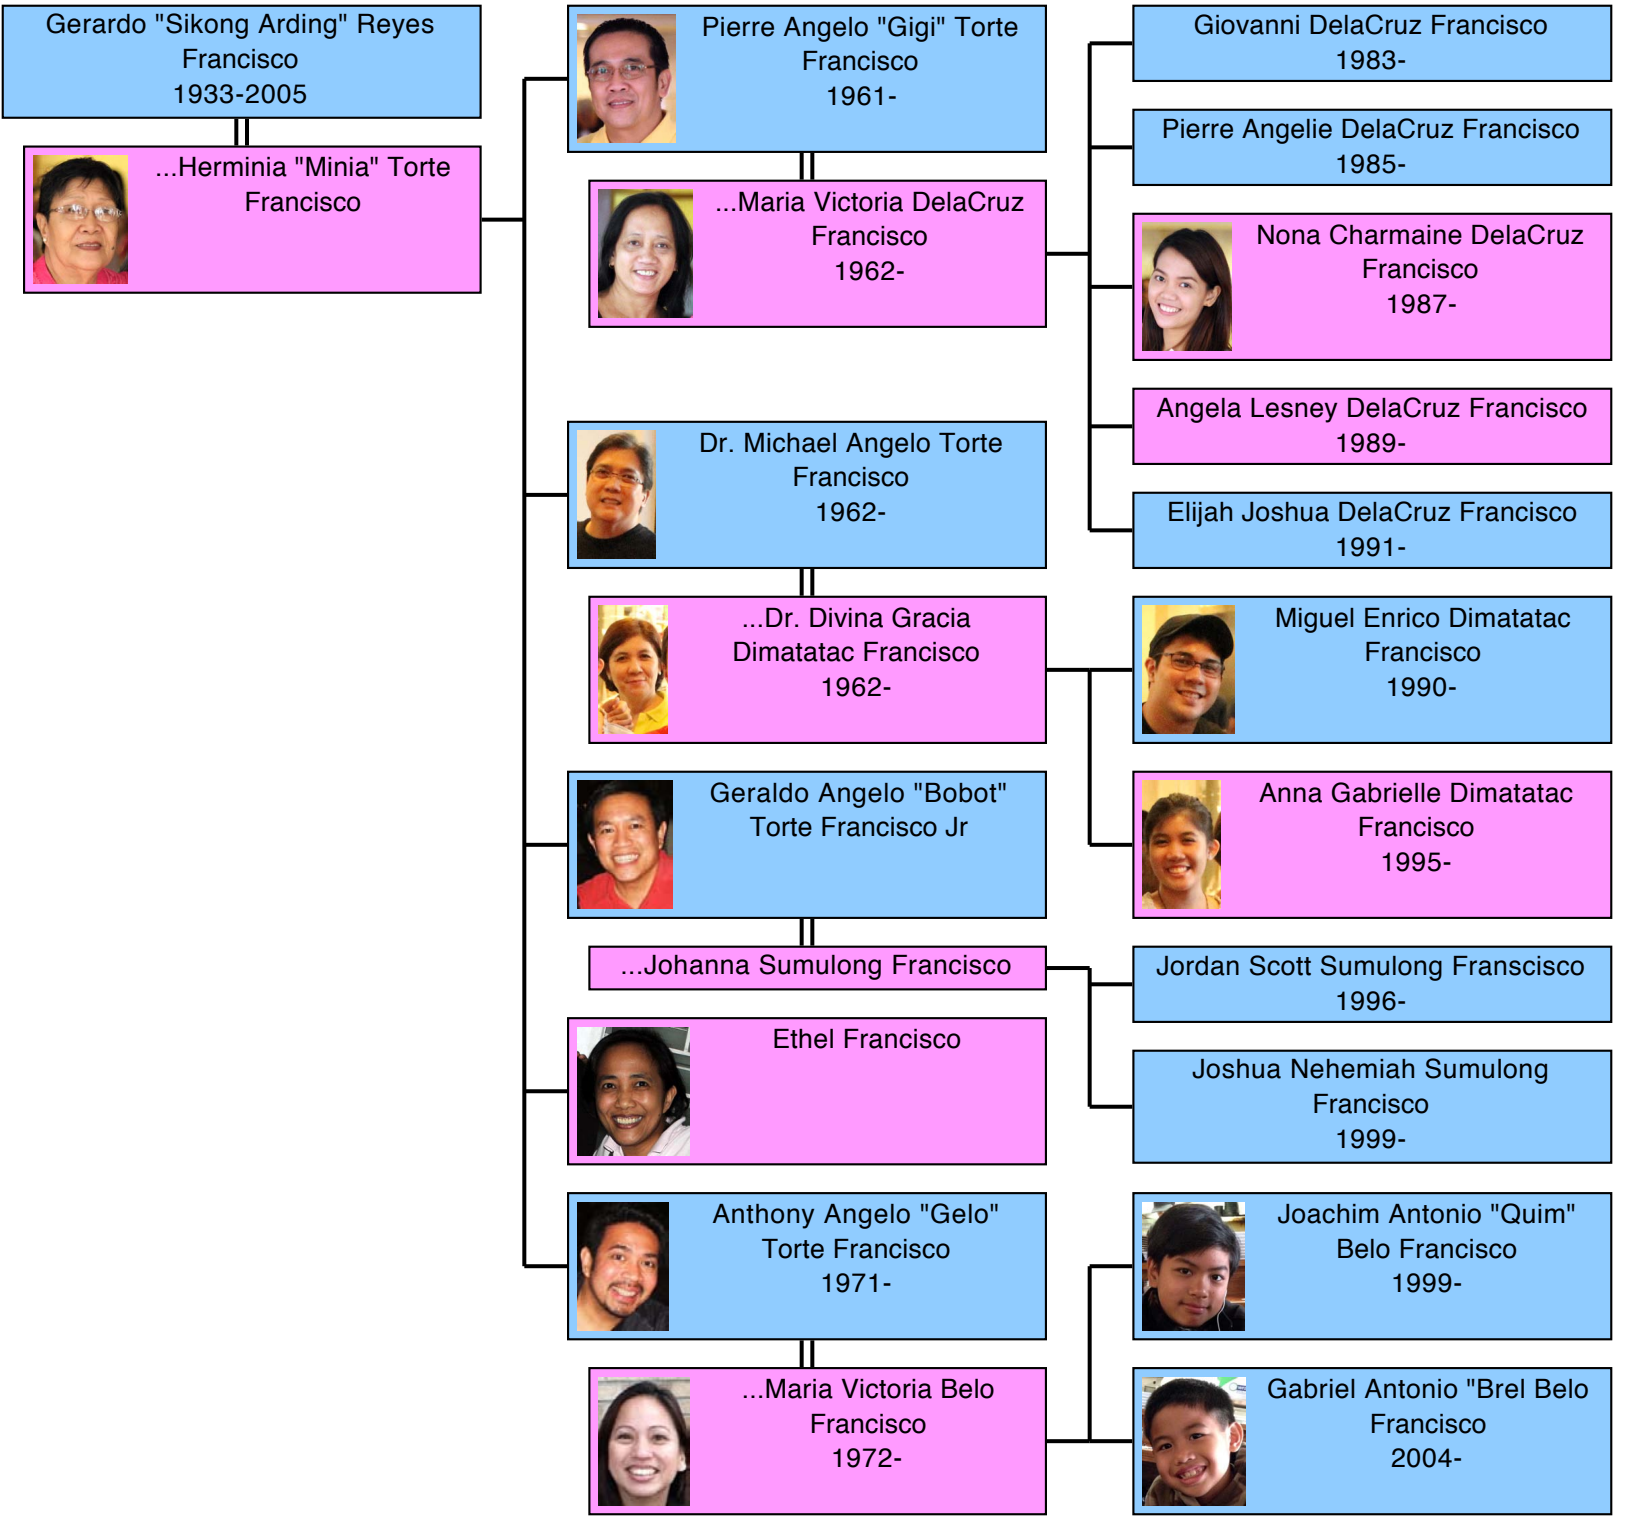 Gerardo "Sikong Arding" Reyes
Francisco
1933-2005
...Herminia "Minia" Torte
Francisco
Pierre Angelo "Gigi" Torte
Francisco
1961-
...Maria Victoria DelaCruz
Francisco
1962-
Giovanni DelaCruz Francisco
1983-
Pierre Angelie DelaCruz Francisco
1985-
Nona Charmaine DelaCruz
Francisco
1987-
Angela Lesney DelaCruz Francisco
1989-
Elijah Joshua DelaCruz Francisco
1991-
Dr. Michael Angelo Torte
Francisco
1962-
...Dr. Divina Gracia
Dimatatac Francisco
1962-
Miguel Enrico Dimatatac
Francisco
1990-
Anna Gabrielle Dimatatac
Francisco
1995-
Geraldo Angelo "Bobot"
Torte Francisco Jr
...Johanna Sumulong Francisco
Jordan Scott Sumulong Franscisco
1996-
Joshua Nehemiah Sumulong
Francisco
1999-
Ethel Francisco
Anthony Angelo "Gelo"
Torte Francisco
1971-
...Maria Victoria Belo
Francisco
1972-
Joachim Antonio "Quim"
Belo Francisco
1999-
Gabriel Antonio "Brel Belo
Francisco
2004-